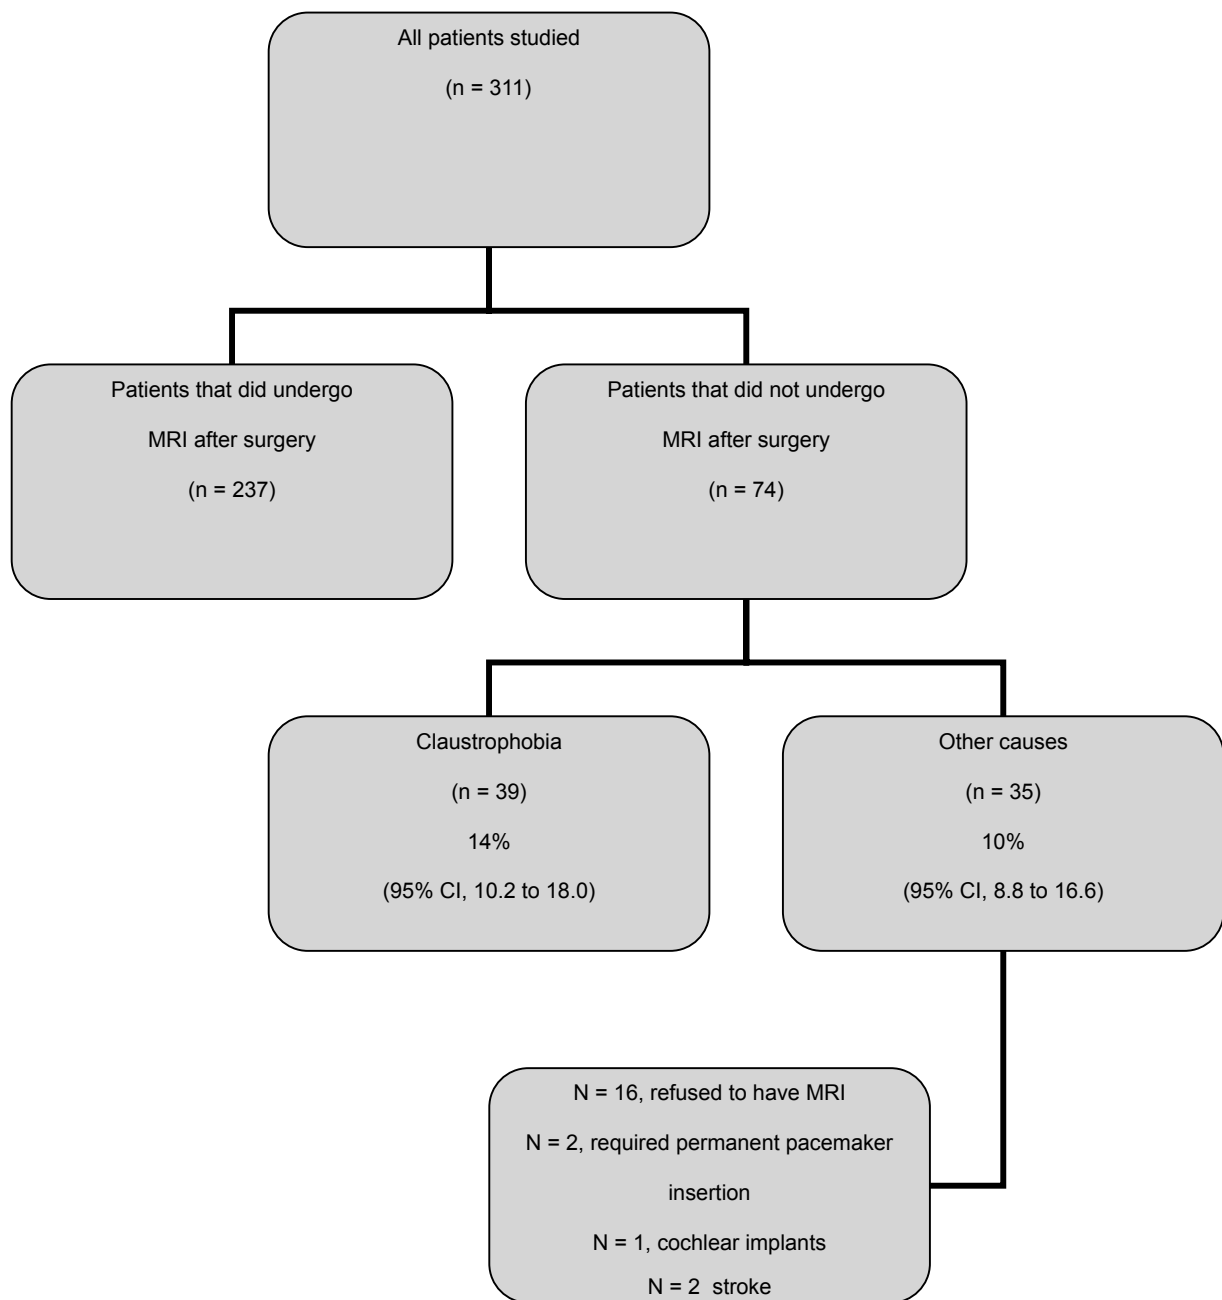 All patients studied
(n = 311)
Patients that did undergo
MRI after surgery
(n = 237)
Patients that did not undergo
MRI after surgery
(n = 74)
Claustrophobia
(n = 39)
14%
(95% CI, 10.2 to 18.0)
Other causes
(n = 35)
10%
(95% CI, 8.8 to 16.6)
N = 16, refused to have MRI
N = 2, required permanent pacemaker
insertion
N = 1, cochlear implants
N = 2 stroke